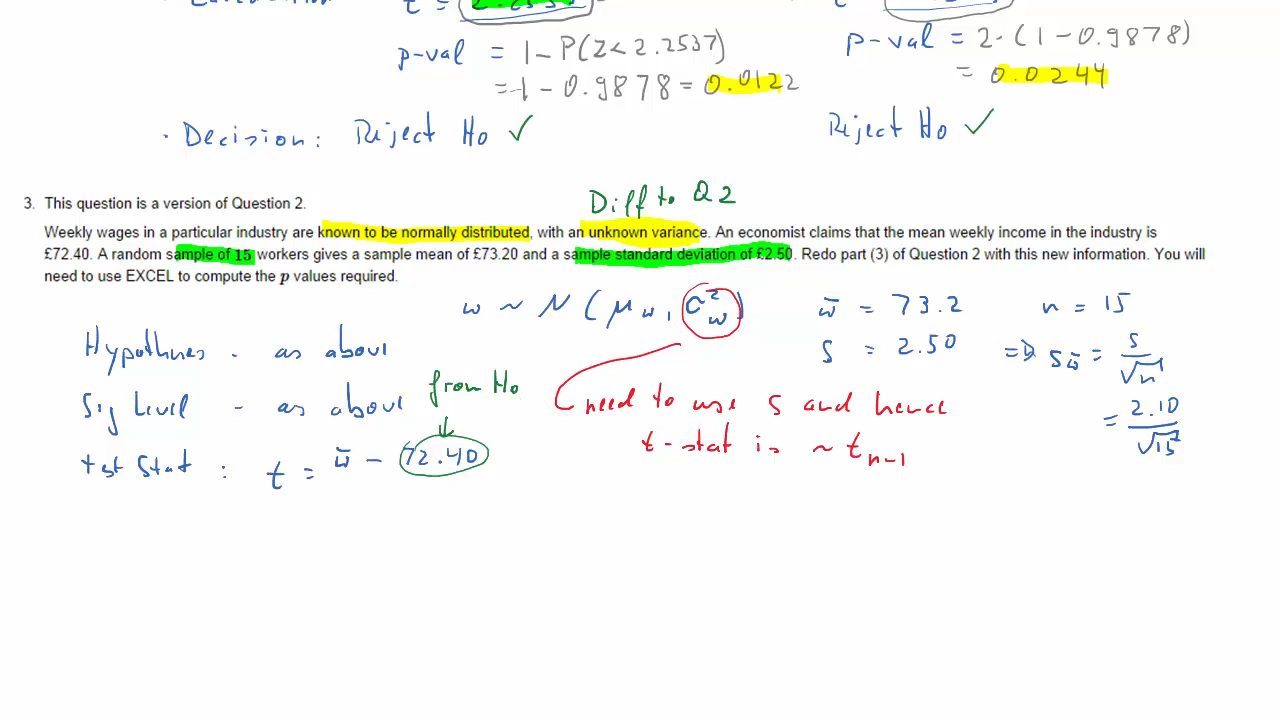 p-val = 1 - P(Z < 2.2537)
= 1 - 0.9878 = 0.0122
p-val = 2 · (1 - 0.9878)
= 0.0244
· Decision: Reject Ho ✓
Reject Ho ✓
Diff to Q2
3. This question is a version of Question 2.
Weekly wages in a particular industry are known to be normally distributed, with an unknown variance. An economist claims that the mean weekly income in the industry is
£72.40. A random sample of 15 workers gives a sample mean of £73.20 and a sample standard deviation of £2.50. Redo part (3) of Question 2 with this new information. You will
need to use EXCEL to compute the p values required.
w ~ N ( μw, σ²w )
w̄ = 73.2
n = 15
Hypotheses - as above
s = 2.50 ⇒ s w̄ = s / √n
Sig Level - as above
from Ho
need to use s and hence
= 2.10 / √15
t-stat is ~ t n-1
test stat : t = w̄ - 72.40